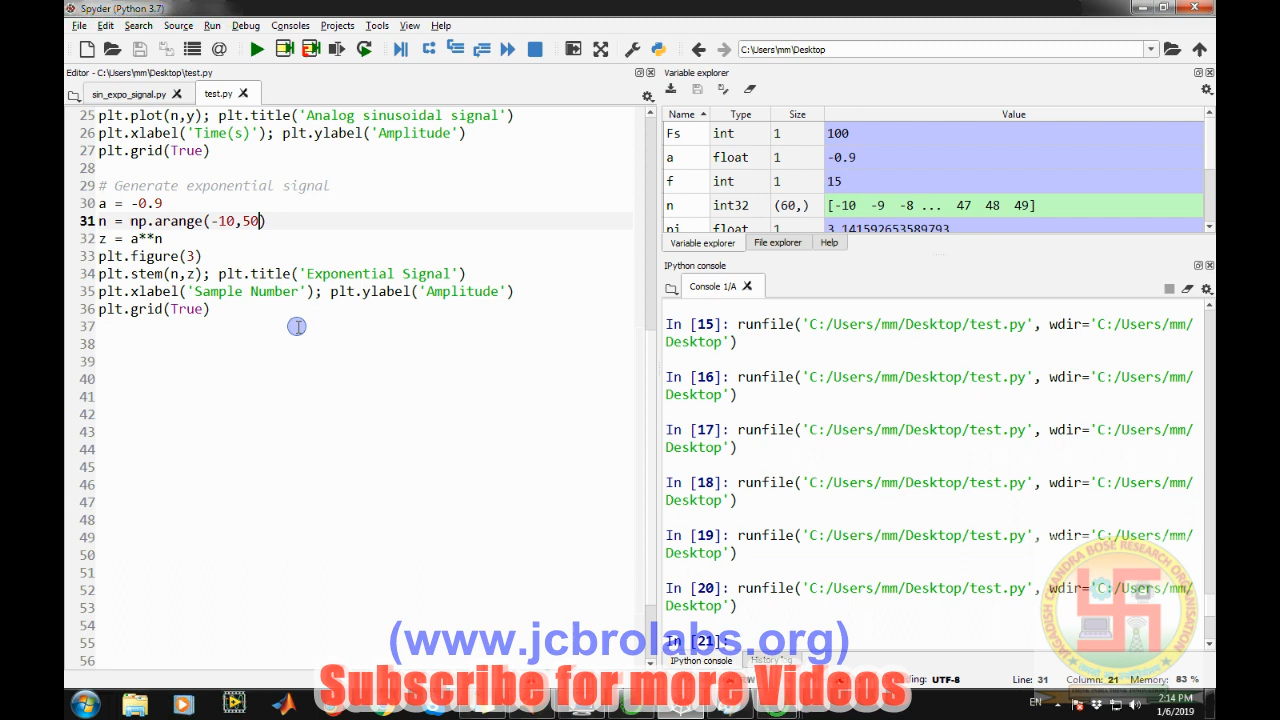 Spyder (Python 3.7)
File Edit Search Source Run Debug Consoles Projects Tools View Help
C:\Users\mm\Desktop
Editor - C:\Users\mm\Desktop\test.py
sin_expo_signal.py test.py
25 plt.plot(n,y); plt.title('Analog sinusoidal signal')
26 plt.xlabel('Time(s)'); plt.ylabel('Amplitude')
27 plt.grid(True)
28
29 # Generate exponential signal
30 a = -0.9
31 n = np.arange(-10,50)
32 z = a**n
33 plt.figure(3)
34 plt.stem(n,z); plt.title('Exponential Signal')
35 plt.xlabel('Sample Number'); plt.ylabel('Amplitude')
36 plt.grid(True)
37
38
39
40
41
42
43
44
45
46
47
48
49
50
51
52
53
54
55
56
Variable explorer
Name Type Size Value
Fs int 1 100
a float 1 -0.9
f int 1 15
n int32 (60,) [-10 -9 -8 ... 47 48 49]
pi float 1 3.141592653589793
Variable explorer File explorer Help
IPython console
Console 1/A
In [15]: runfile('C:/Users/mm/Desktop/test.py', wdir='C:/Users/mm/
Desktop')
In [16]: runfile('C:/Users/mm/Desktop/test.py', wdir='C:/Users/mm/
Desktop')
In [17]: runfile('C:/Users/mm/Desktop/test.py', wdir='C:/Users/mm/
Desktop')
In [18]: runfile('C:/Users/mm/Desktop/test.py', wdir='C:/Users/mm/
Desktop')
In [19]: runfile('C:/Users/mm/Desktop/test.py', wdir='C:/Users/mm/
Desktop')
In [20]: runfile('C:/Users/mm/Desktop/test.py', wdir='C:/Users/mm/
Desktop')
In [21]:
IPython console History log
JAGADISH CHANDRA BOSE RESEARCH ORGANISATION
(www.jcbrolabs.org)
Subscribe for more Videos
UTF-8 Line: 31 Column: 21 Memory: 83 %
EN 2:14 PM
1/6/2019